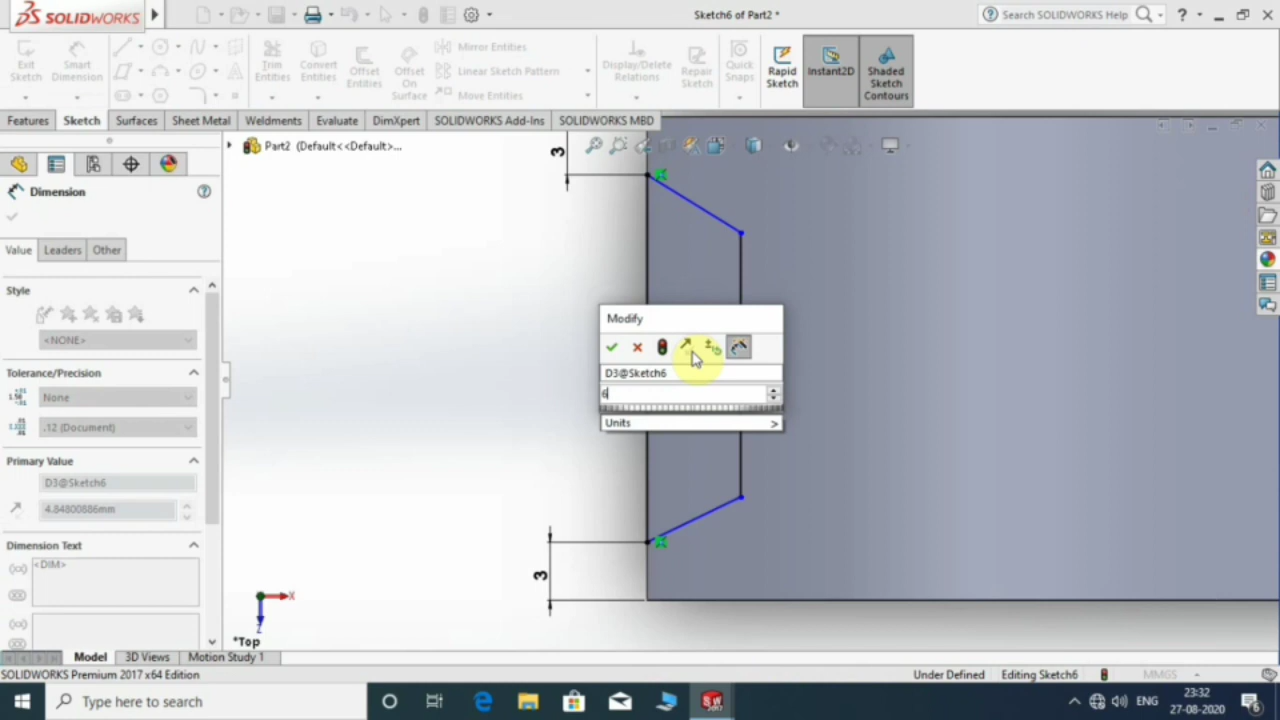 SOLIDWORKS
Sketch6 of Part2 *
Search SOLIDWORKS Help
Exit Sketch
Smart Dimension
Trim Entities
Convert Entities
Offset Entities
Offset On Surface
Mirror Entities
Linear Sketch Pattern
Move Entities
Display/Delete Relations
Repair Sketch
Quick Snaps
Rapid Sketch
Instant2D
Shaded Sketch Contours
Features
Sketch
Surfaces
Sheet Metal
Weldments
Evaluate
DimXpert
SOLIDWORKS Add-Ins
SOLIDWORKS MBD
Part2 (Default<<Default>...
Dimension
Value
Leaders
Other
Style
<NONE>
Tolerance/Precision
None
.12 (Document)
Primary Value
D3@Sketch6
4.84800886mm
Dimension Text
<DIM>
3
Modify
D3@Sketch6
6
Units >
3
X
Z
*Top
Model
3D Views
Motion Study 1
SOLIDWORKS Premium 2017 x64 Edition
Under Defined
Editing Sketch6
MMGS
Type here to search
ENG
23:32
27-08-2020